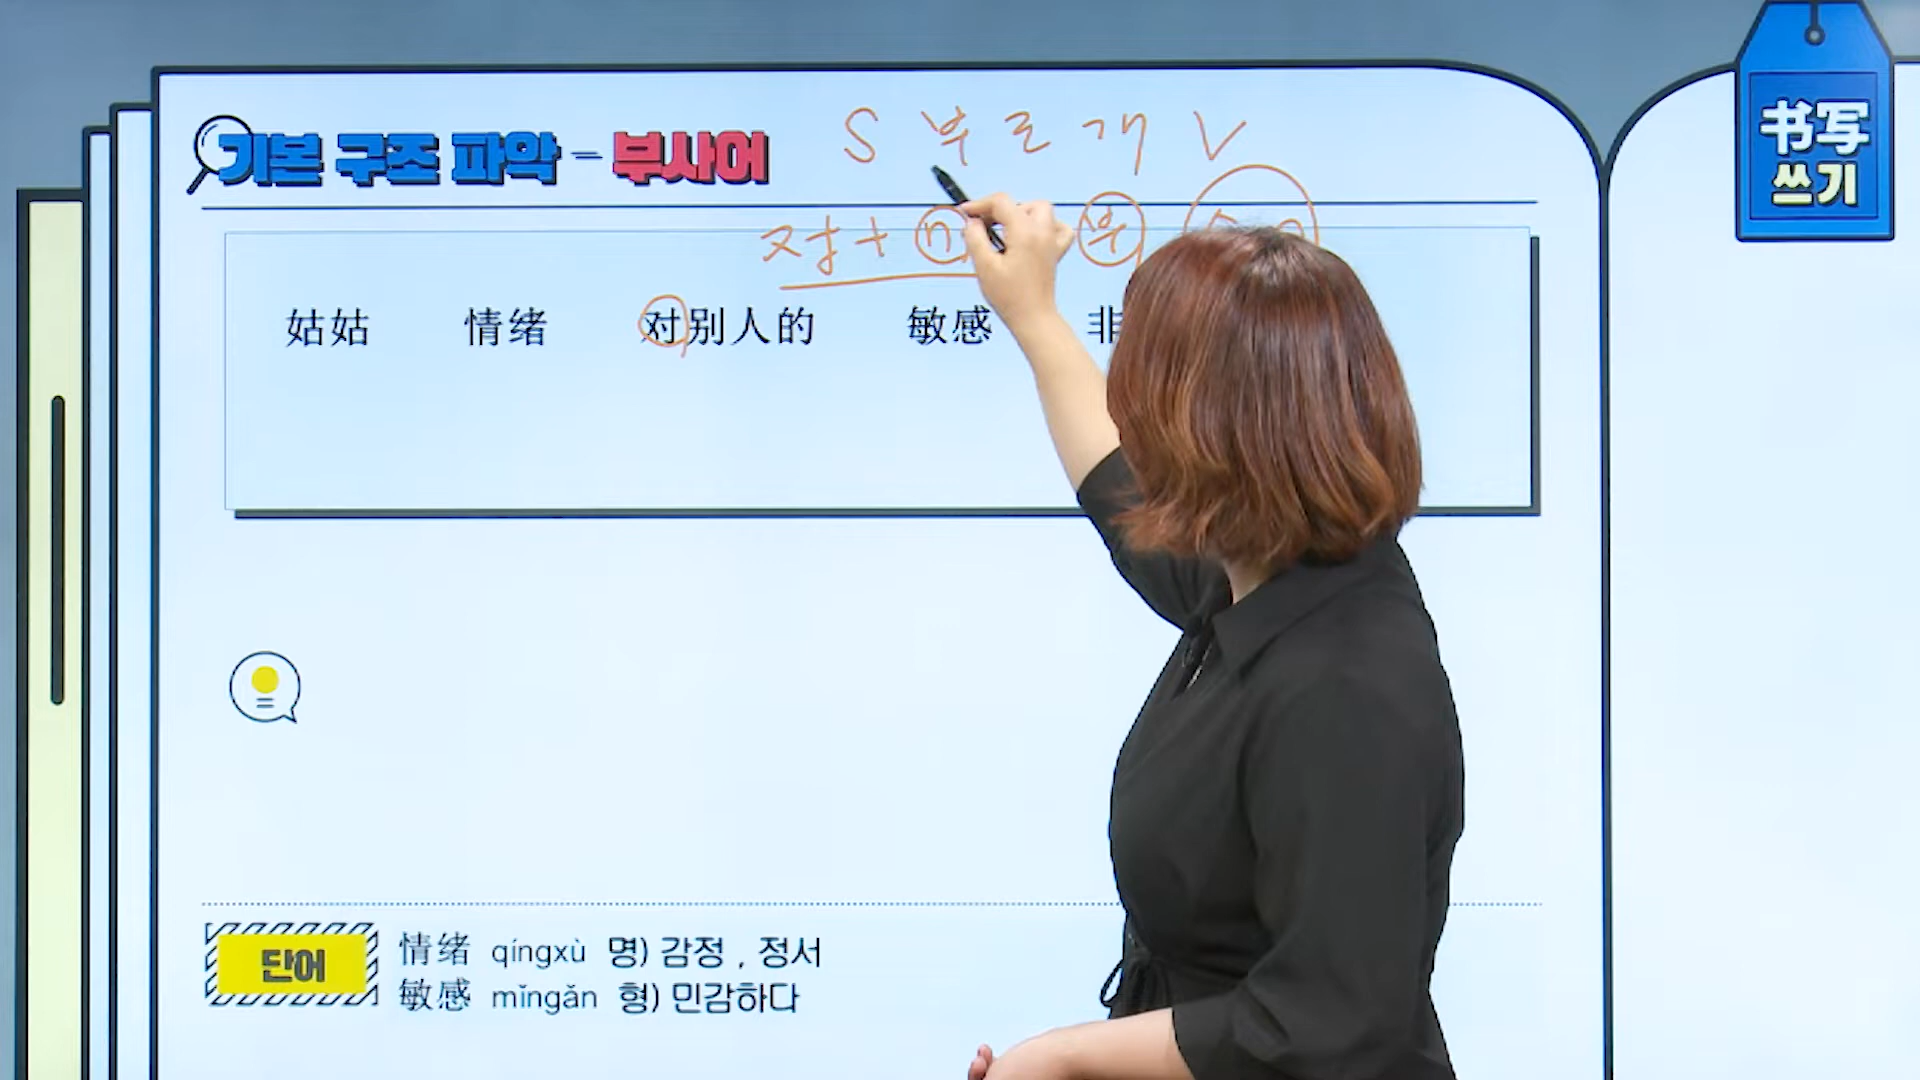 기본 구조 파악 - 부사어
S 부 조 개 V
书写
쓰기
对 + n 부
姑姑 情绪 对别人的 敏感 非
단어
情绪 qíngxù 명) 감정 , 정서
敏感 mǐngǎn 형) 민감하다